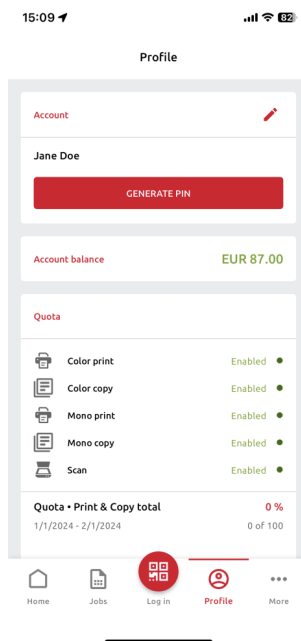 15:09
82
Profile
Account
Jane Doe
GENERATE PIN
Account balance EUR 87.00
Quota
Color print Enabled
Color copy Enabled
Mono print Enabled
Mono copy Enabled
Scan Enabled
Quota • Print & Copy total 0 %
1/1/2024 - 2/1/2024 0 of 100
Home Jobs Log in Profile More